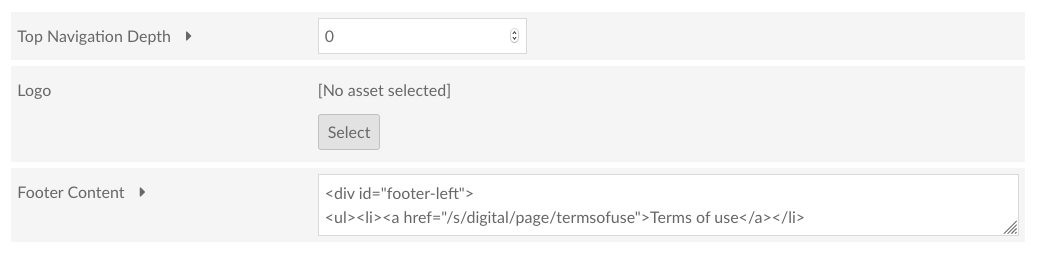 Top Navigation Depth
0
Logo
[No asset selected]
Select
Footer Content
<div id="footer-left">
<ul><li><a href="/s/digital/page/termsofuse">Terms of use</a></li>